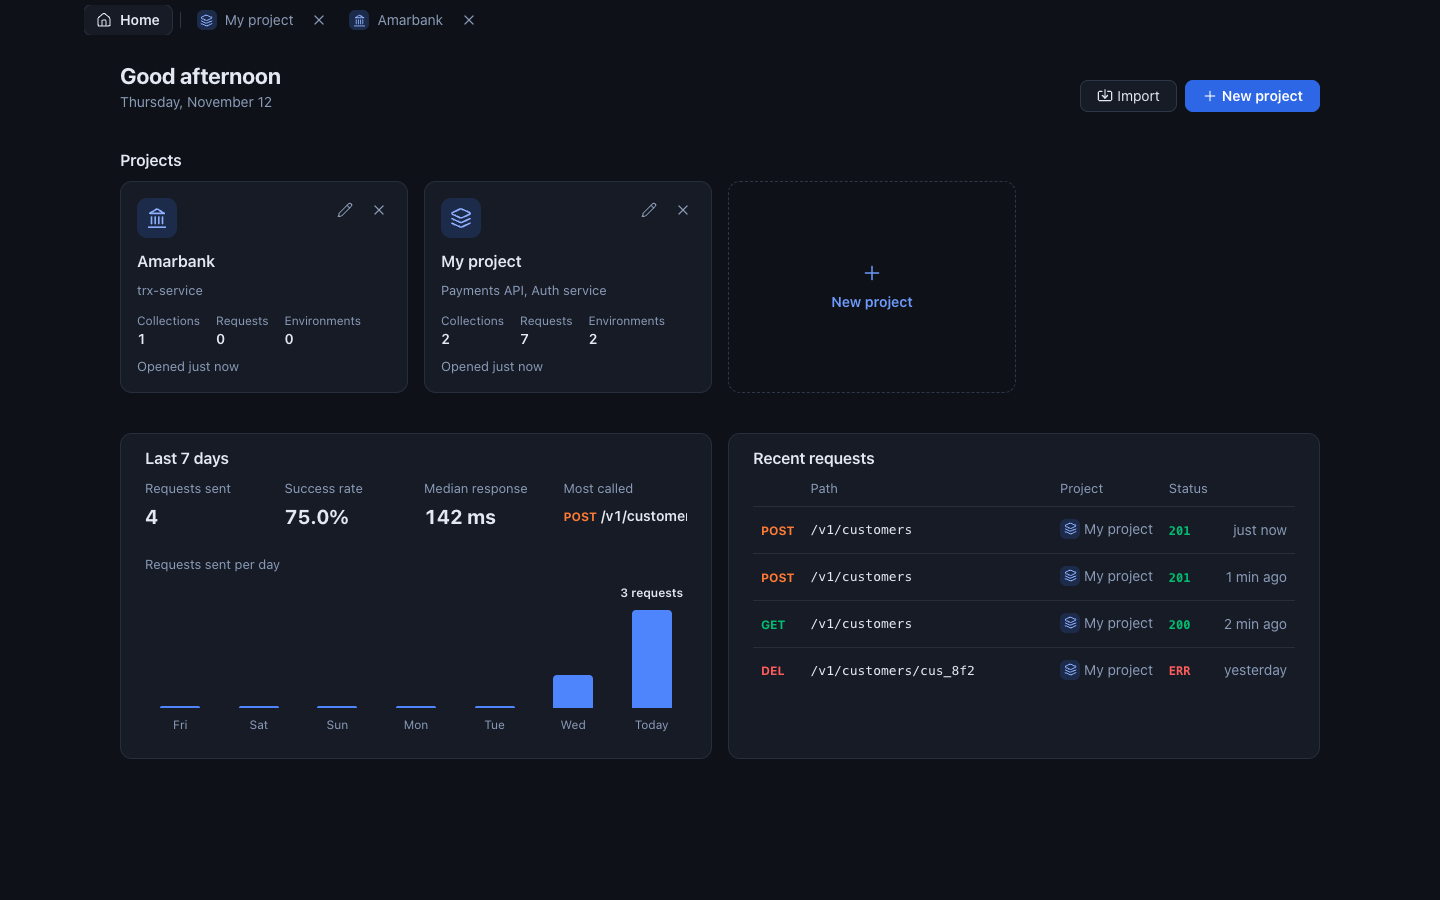 Home My project Amarbank
Good afternoon
Thursday, November 12
Import New project
Projects
Amarbank
trx-service
Collections Requests Environments
1 0 0
Opened just now
My project
Payments API, Auth service
Collections Requests Environments
2 7 2
Opened just now
New project
Last 7 days
Requests sent Success rate Median response Most called
4 75.0% 142 ms POST /v1/customer
Requests sent per day
3 requests
Fri Sat Sun Mon Tue Wed Today
Recent requests
Path Project Status
POST /v1/customers My project 201 just now
POST /v1/customers My project 201 1 min ago
GET /v1/customers My project 200 2 min ago
DEL /v1/customers/cus_8f2 My project ERR yesterday